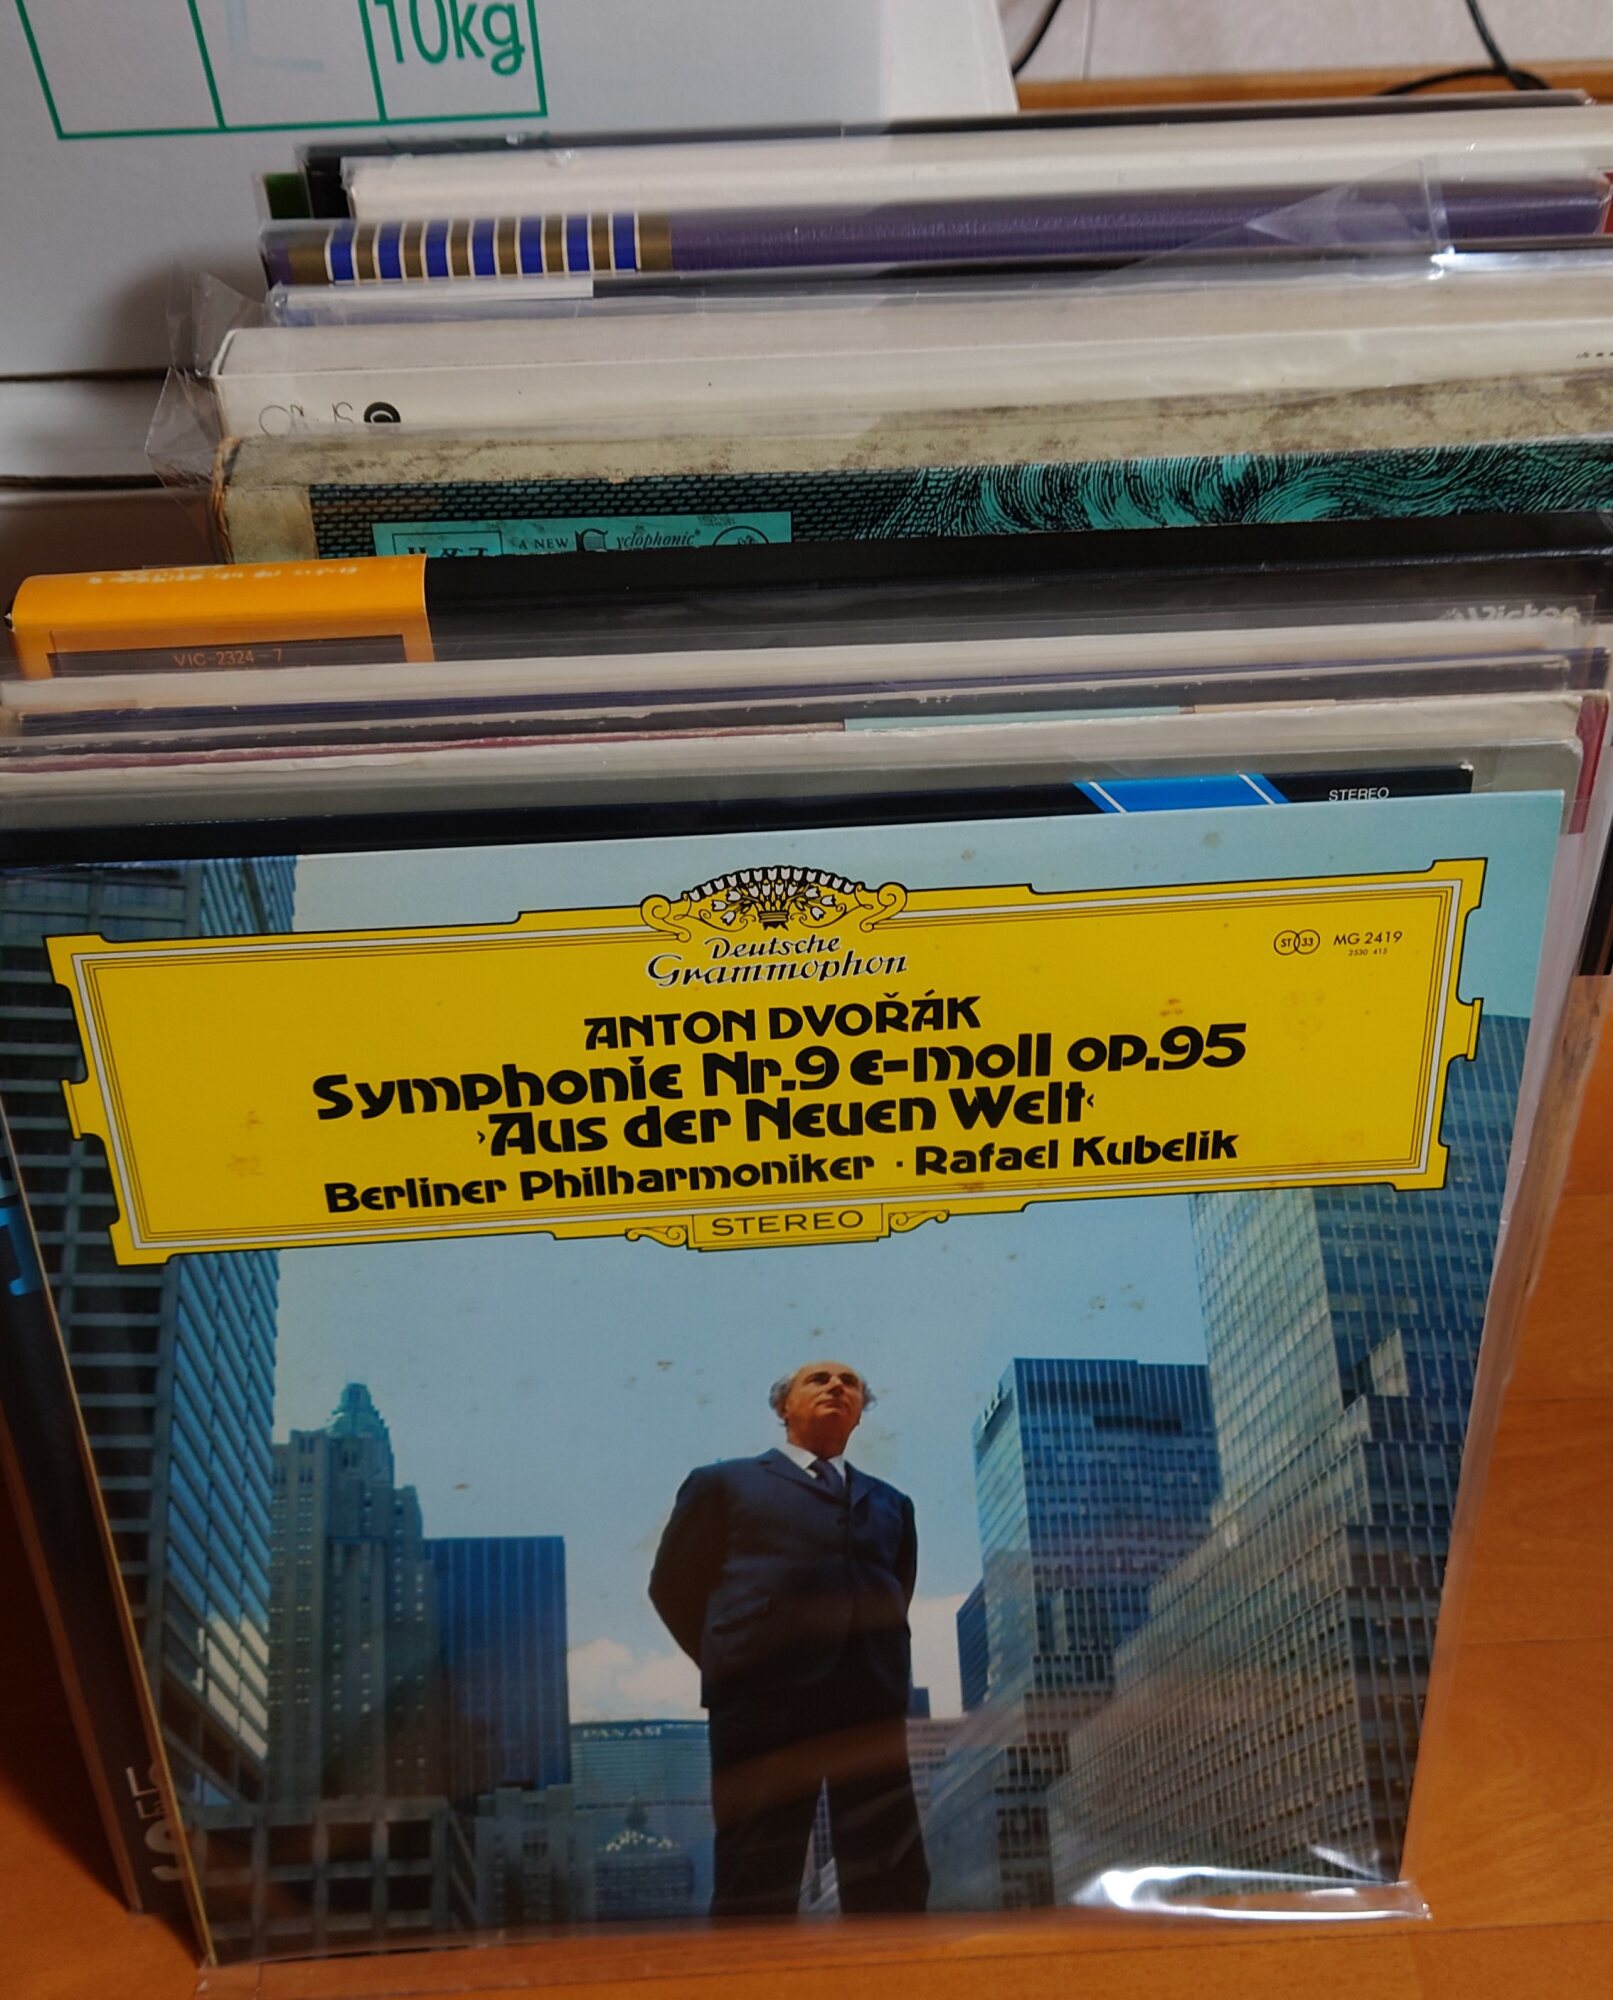 10kg
A NEW Cyclophonic
VIC-2324~7
Victor
STEREO
Deutsche
Grammophon
ST 33 MG 2419
2530 415
ANTON DVOŘÁK
Symphonie Nr.9 e-moll op.95
›Aus der Neuen Welt‹
Berliner Philharmoniker · Rafael Kubelik
STEREO
PAN AM